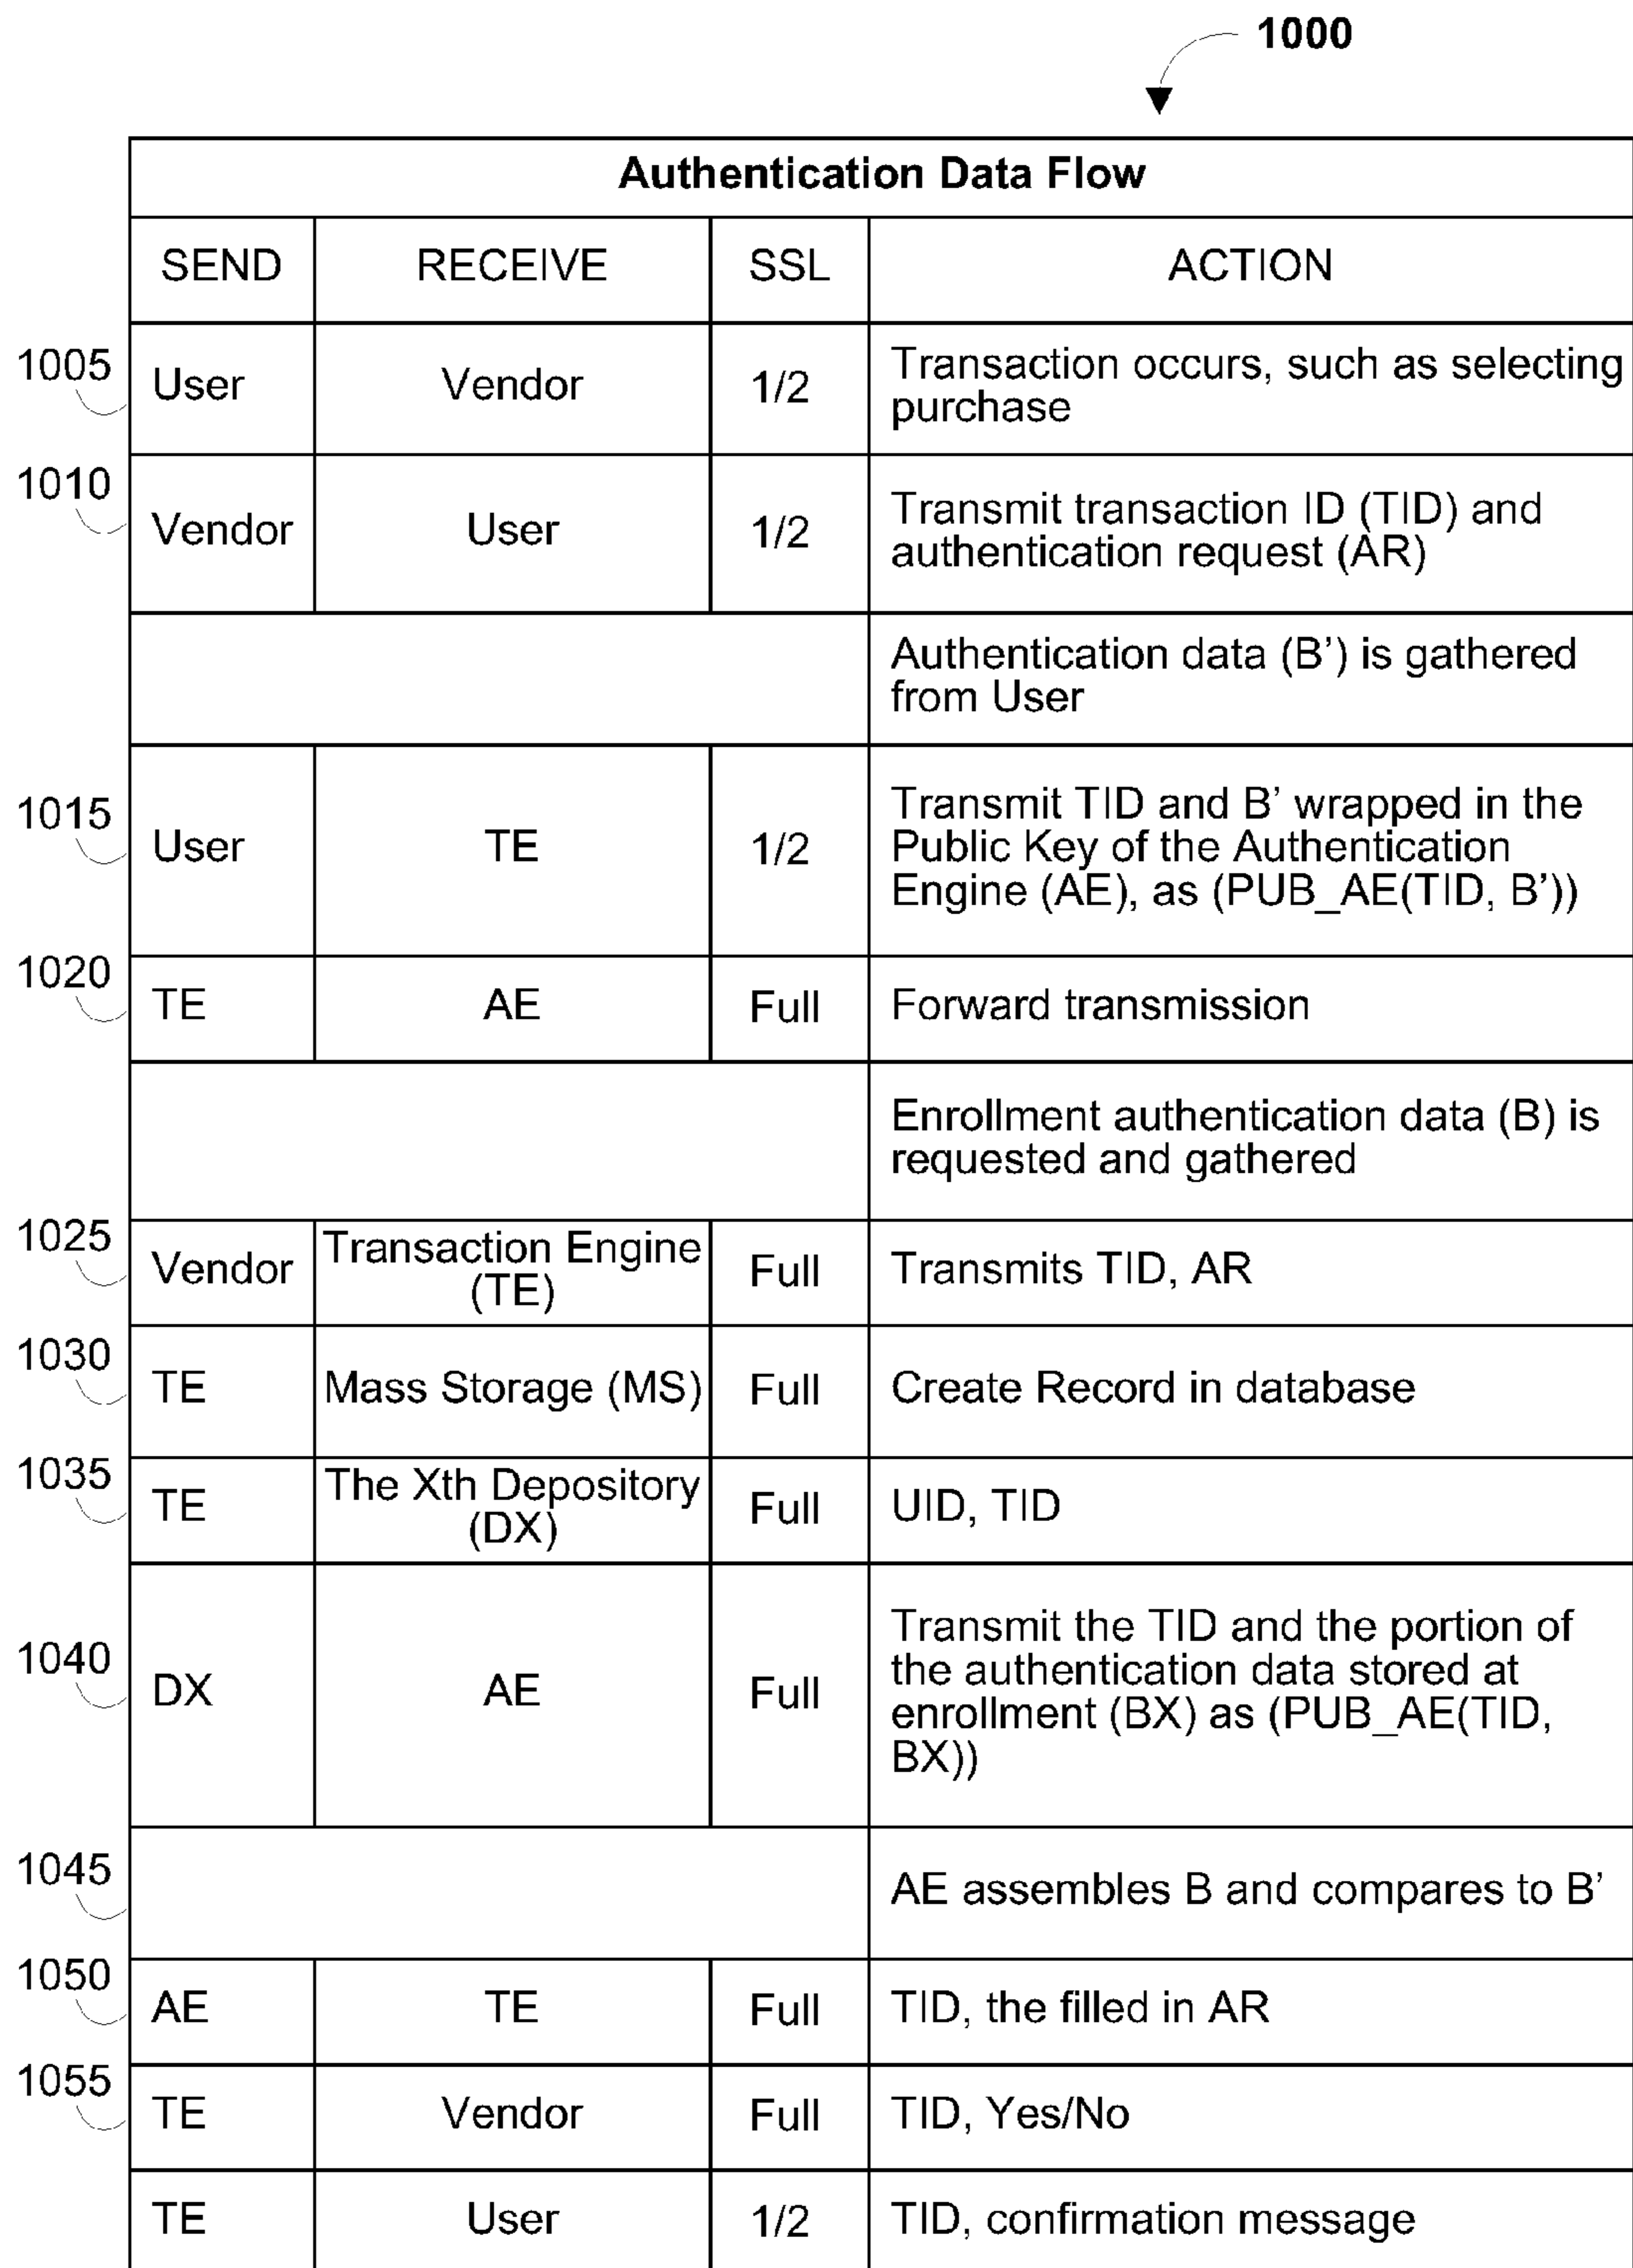 1000
Authentication Data Flow
SEND RECEIVE SSL ACTION
1005
User Vendor 1/2
Transaction occurs, such as selecting
purchase
1010
Vendor User 1/2
Transmit transaction ID (TID) and
authentication request (AR)
Authentication data (B’) is gathered
from User
1015
User TE 1/2
Transmit TID and B’ wrapped in the
Public Key of the Authentication
Engine (AE), as (PUB_AE(TID, B’))
1020
TE AE Full Forward transmission
Enrollment authentication data (B) is
requested and gathered
1025
Vendor
Transaction Engine
(TE)
Full Transmits TID, AR
1030
TE Mass Storage (MS) Full Create Record in database
1035
TE
The Xth Depository
(DX)
Full UID, TID
1040
DX AE Full
Transmit the TID and the portion of
the authentication data stored at
enrollment (BX) as (PUB_AE(TID,
BX))
1045
AE assembles B and compares to B’
1050
AE TE Full TID, the filled in AR
1055
TE Vendor Full TID, Yes/No
TE User 1/2 TID, confirmation message